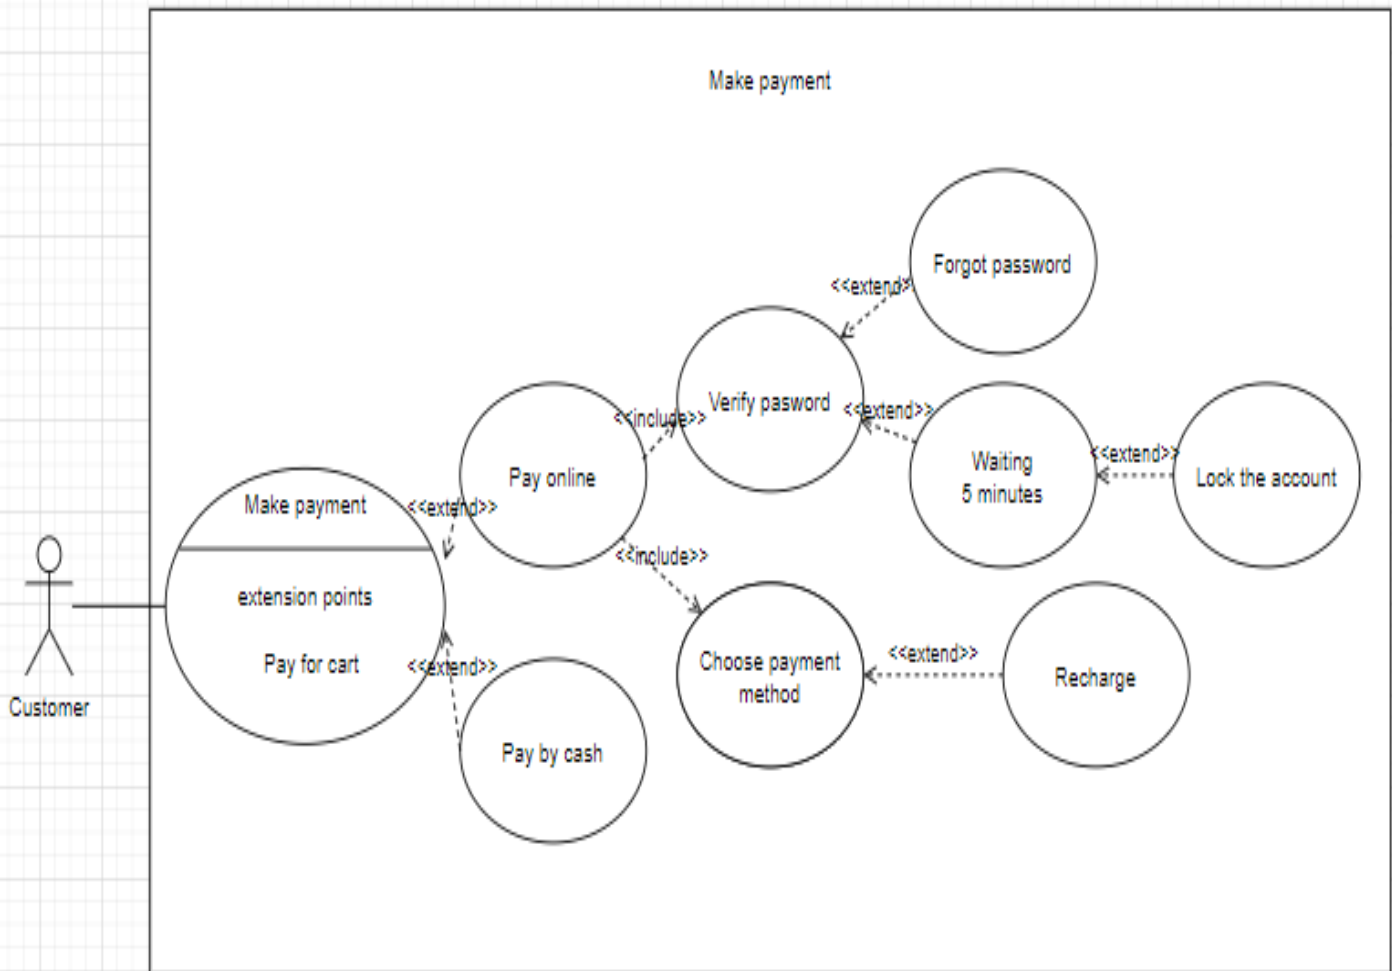 Make payment
Forgot password
<<extend>>
Verify pasword
<<include>>
<<extend>>
Waiting
5 minutes
<<extend>>
Lock the account
Pay online
Make payment
<<extend>>
<<include>>
extension points
Pay for cart
<<extend>>
Choose payment
method
<<extend>>
Recharge
Customer
Pay by cash